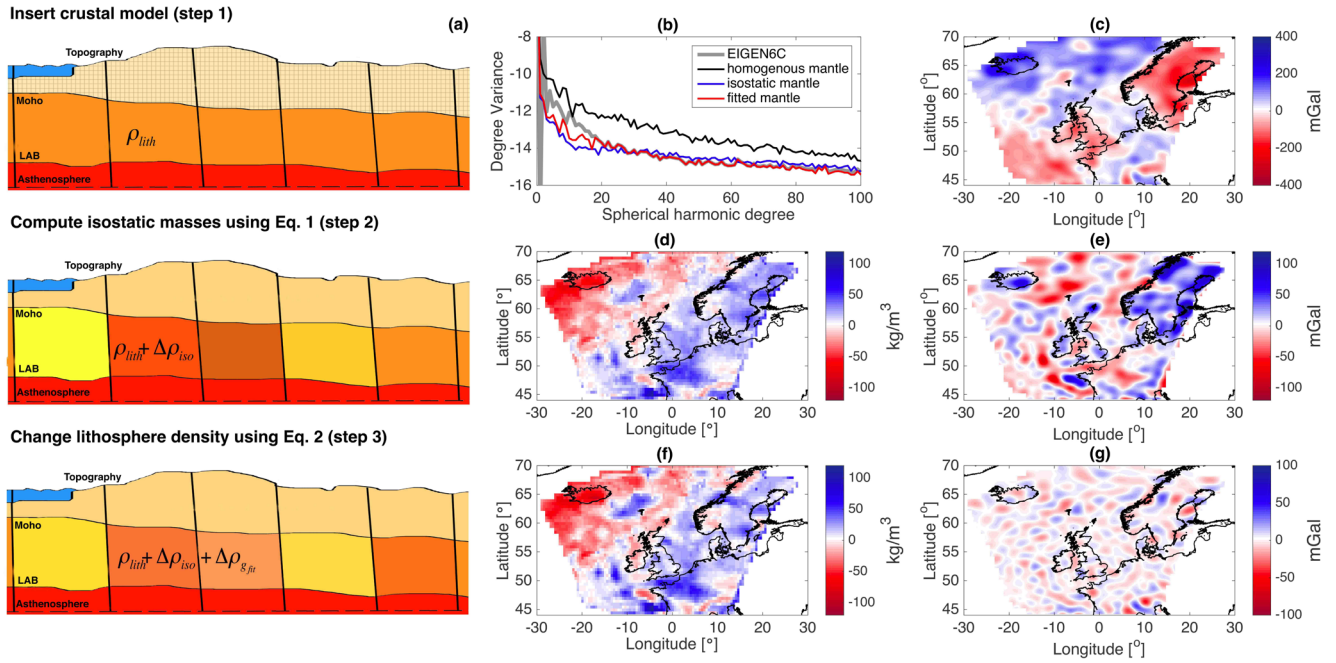 Insert crustal model (step 1)
(a)
Topography
Moho
ρlith
LAB
Asthenosphere
Compute isostatic masses using Eq. 1 (step 2)
Topography
Moho
ρlith+ Δρiso
LAB
Asthenosphere
Change lithosphere density using Eq. 2 (step 3)
Topography
Moho
ρlith+ Δρiso + Δρgfit
LAB
Asthenosphere
(b)
Degree Variance
-8
-10
-12
-14
-16
EIGEN6C
homogenous mantle
isostatic mantle
fitted mantle
0 20 40 60 80 100
Spherical harmonic degree
(c)
Latitude [o]
70
65
60
55
50
45
-30 -20 -10 0 10 20 30
Longitude [o]
400
200
0
-200
-400
mGal
(d)
Latitude [°]
70
65
60
55
50
45
-30 -20 -10 0 10 20 30
Longitude [°]
100
50
0
-50
-100
kg/m3
(e)
Latitude [o]
70
65
60
55
50
45
-30 -20 -10 0 10 20 30
Longitude [o]
100
50
0
-50
-100
mGal
(f)
Latitude [°]
70
65
60
55
50
45
-30 -20 -10 0 10 20 30
Longitude [°]
100
50
0
-50
-100
kg/m3
(g)
Latitude [o]
70
65
60
55
50
45
-30 -20 -10 0 10 20 30
Longitude [o]
100
50
0
-50
-100
mGal